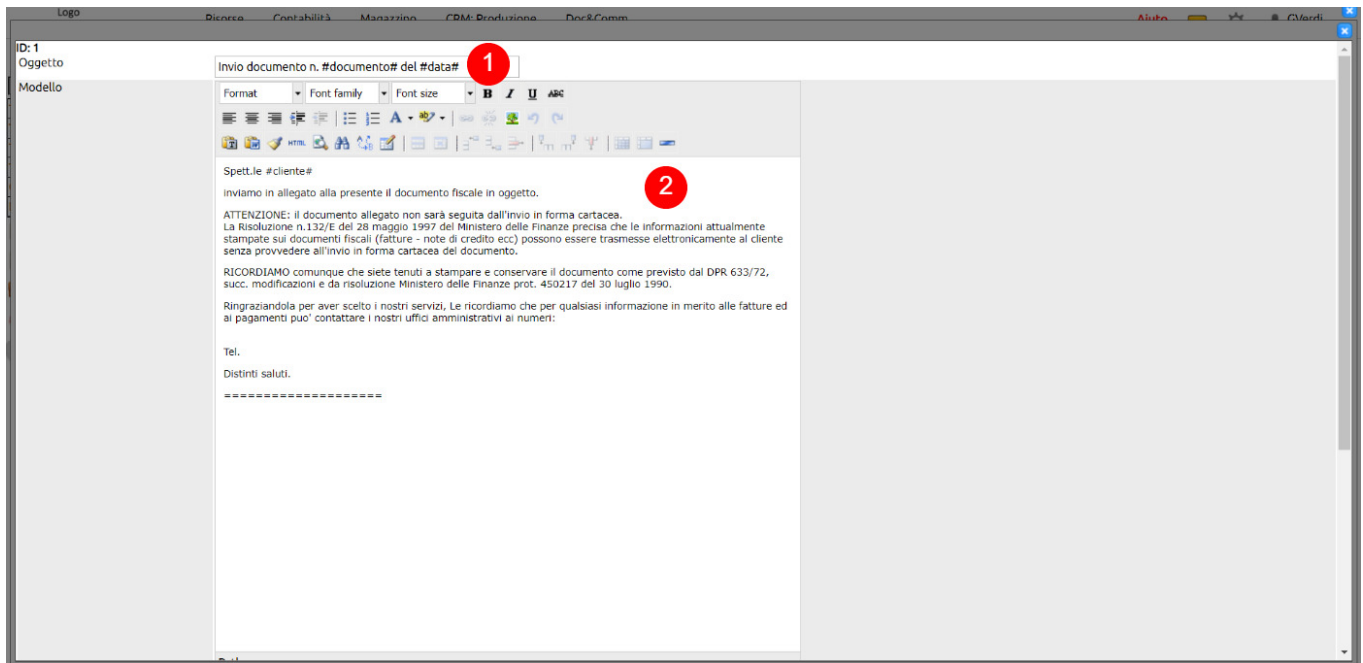 Logo
Risorse Contabilità Magazzino CRM: Produzione Doc&Comm Aiuto GVerdi
ID: 1
Oggetto
Invio documento n. #documento# del #data#
1
Modello
Format Font family Font size B I U ABC
A ab
HTML
Spett.le #cliente#
inviamo in allegato alla presente il documento fiscale in oggetto.
2
ATTENZIONE: il documento allegato non sarà seguita dall'invio in forma cartacea.
La Risoluzione n.132/E del 28 maggio 1997 del Ministero delle Finanze precisa che le informazioni attualmente
stampate sui documenti fiscali (fatture - note di credito ecc) possono essere trasmesse elettronicamente al cliente
senza provvedere all'invio in forma cartacea del documento.
RICORDIAMO comunque che siete tenuti a stampare e conservare il documento come previsto dal DPR 633/72,
succ. modificazioni e da risoluzione Ministero delle Finanze prot. 450217 del 30 luglio 1990.
Ringraziandola per aver scelto i nostri servizi, Le ricordiamo che per qualsiasi informazione in merito alle fatture ed
ai pagamenti puo' contattare i nostri uffici amministrativi ai numeri:
Tel.
Distinti saluti.
=====================